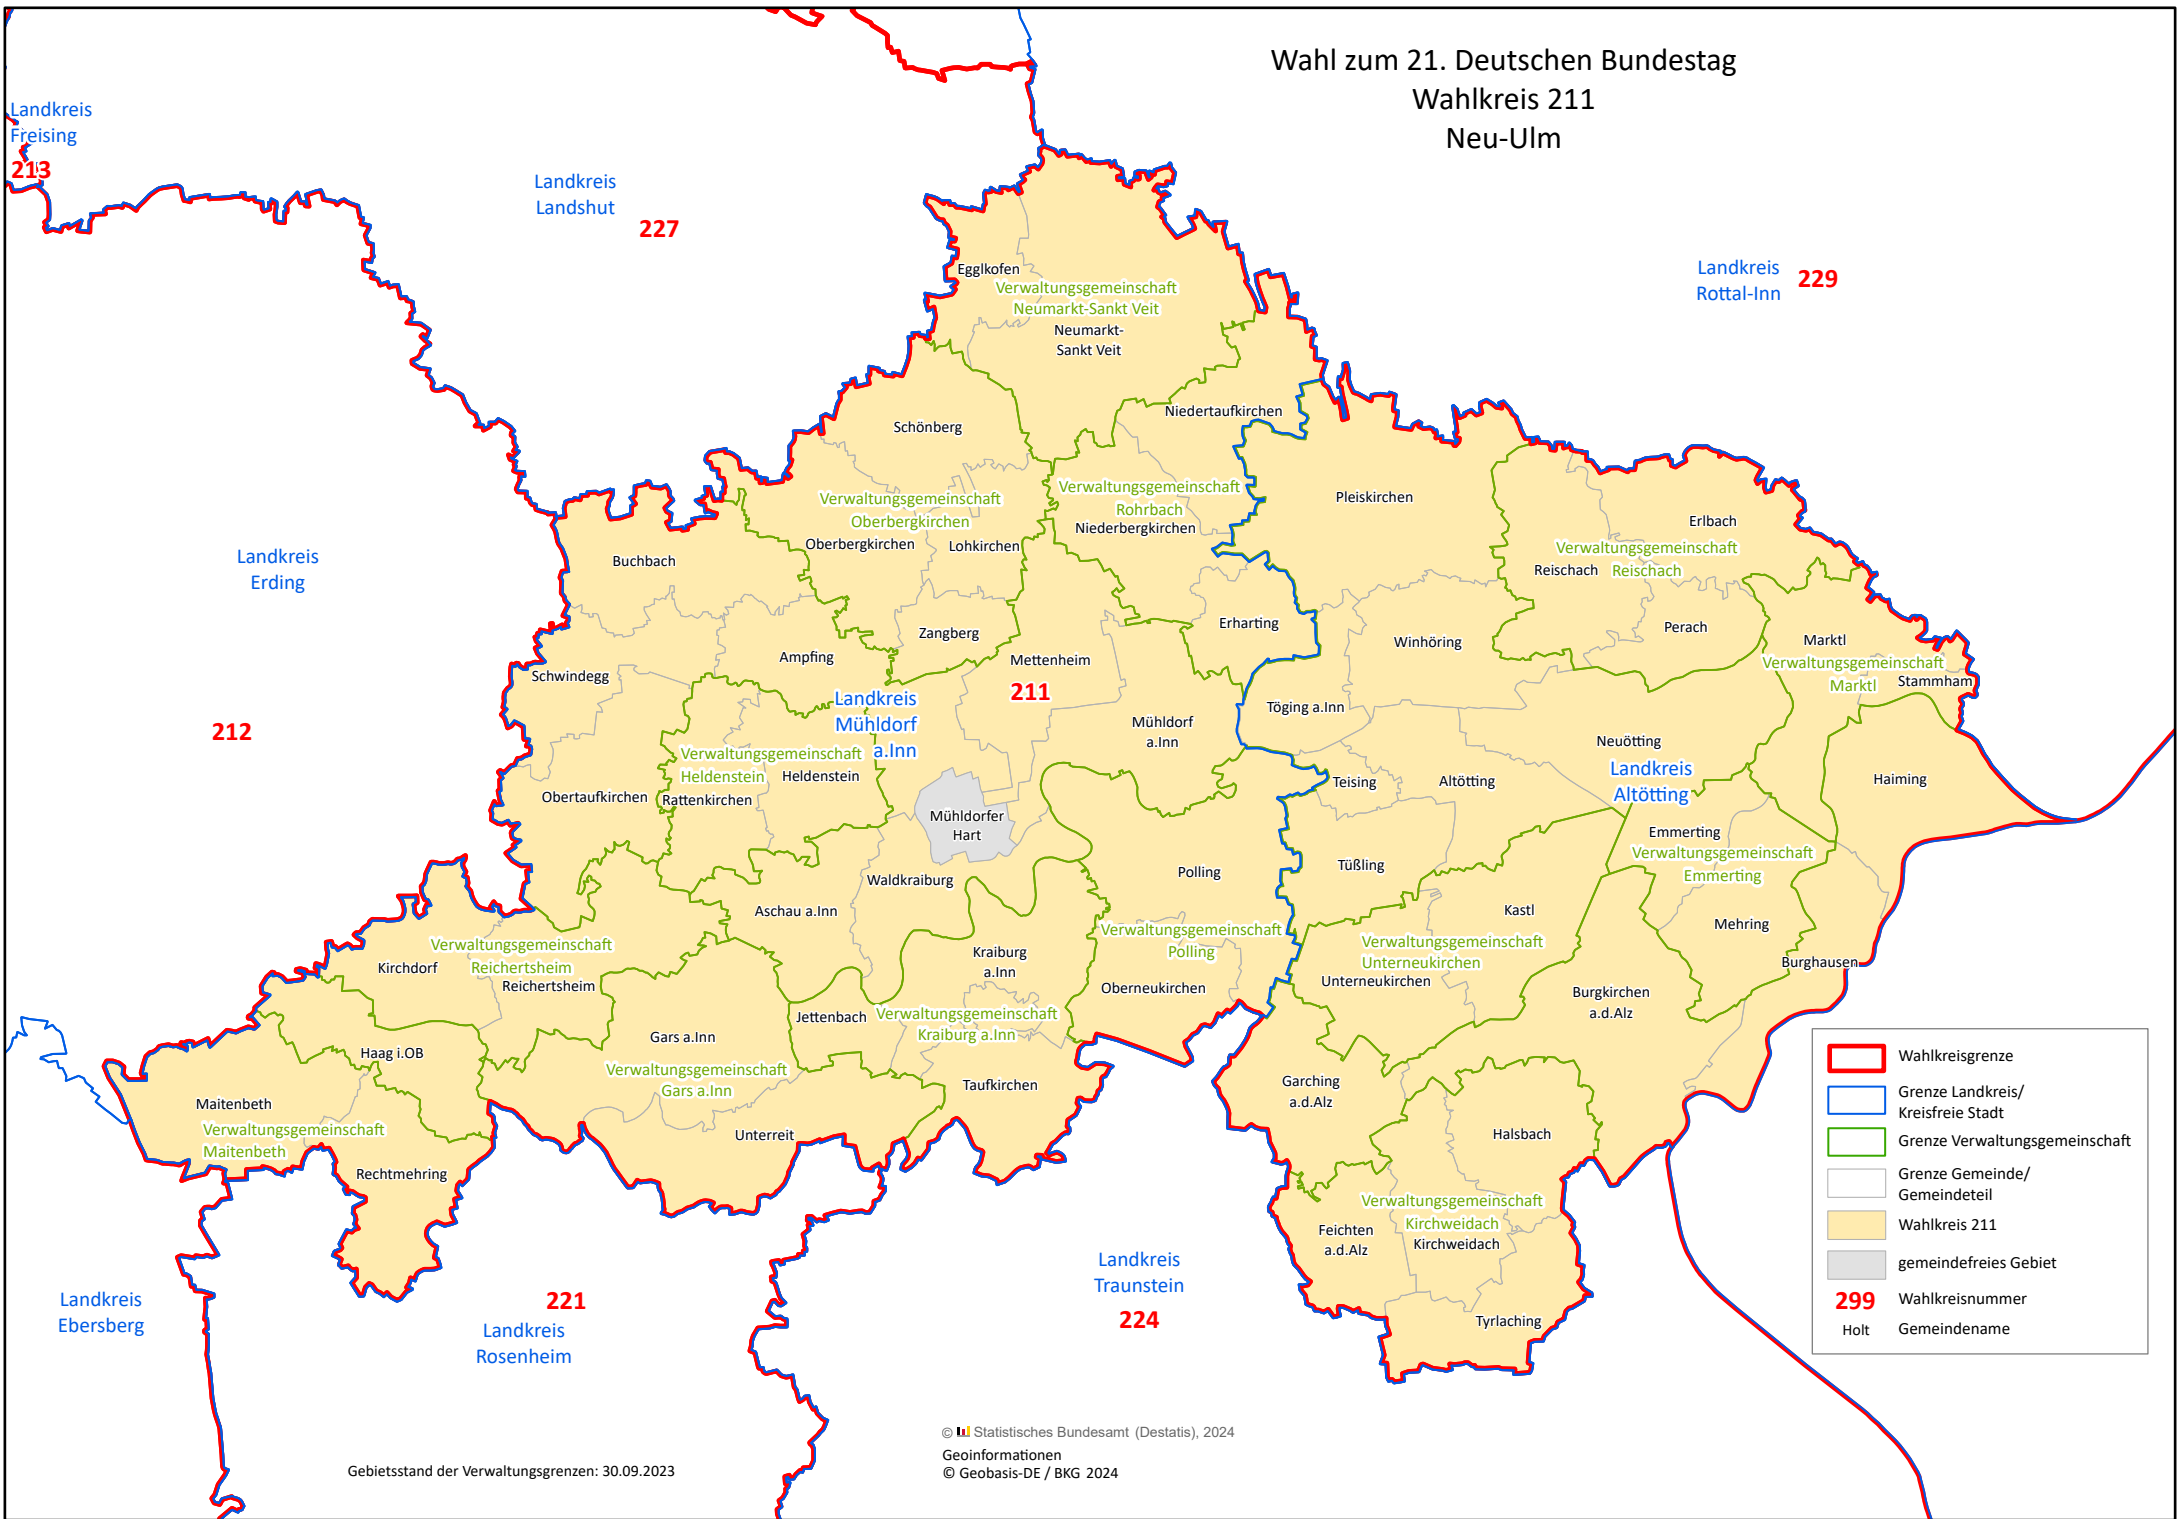 Wahl zum 21. Deutschen Bundestag
Wahlkreis 211
Neu-Ulm
Landkreis
Freising
213
Landkreis
Landshut
227
Landkreis
Rottal-Inn
229
Egglkofen
Verwaltungsgemeinschaft
Neumarkt-Sankt Veit
Neumarkt-
Sankt Veit
Niedertaufkirchen
Schönberg
Verwaltungsgemeinschaft
Oberbergkirchen
Oberbergkirchen
Lohkirchen
Verwaltungsgemeinschaft
Rohrbach
Niederbergkirchen
Pleiskirchen
Erlbach
Verwaltungsgemeinschaft
Reischach
Reischach
Landkreis
Erding
212
Buchbach
Zangberg
Erharting
Winhöring
Perach
Marktl
Verwaltungsgemeinschaft
Marktl
Stammham
Schwindegg
Ampfing
Mettenheim
211
Landkreis
Mühldorf
a.Inn
Mühldorf
a.Inn
Töging a.Inn
Neuötting
Landkreis
Altötting
Haiming
Verwaltungsgemeinschaft
Heldenstein
Heldenstein
Obertaufkirchen
Rattenkirchen
Teising
Altötting
Mühldorfer
Hart
Emmerting
Verwaltungsgemeinschaft
Emmerting
Waldkraiburg
Polling
Tüßling
Aschau a.Inn
Kastl
Mehring
Verwaltungsgemeinschaft
Reichertsheim
Kirchdorf
Reichertsheim
Kraiburg
a.Inn
Verwaltungsgemeinschaft
Polling
Oberneukirchen
Verwaltungsgemeinschaft
Unterneukirchen
Unterneukirchen
Burghausen
Burgkirchen
a.d.Alz
Jettenbach
Verwaltungsgemeinschaft
Kraiburg a.Inn
Gars a.Inn
Verwaltungsgemeinschaft
Gars a.Inn
Haag i.OB
Taufkirchen
Garching
a.d.Alz
Maitenbeth
Verwaltungsgemeinschaft
Maitenbeth
Unterreit
Halsbach
Rechtmehring
Verwaltungsgemeinschaft
Kirchweidach
Kirchweidach
Feichten
a.d.Alz
Tyrlaching
Landkreis
Ebersberg
221
Landkreis
Rosenheim
Landkreis
Traunstein
224
Wahlkreisgrenze
Grenze Landkreis/
Kreisfreie Stadt
Grenze Verwaltungsgemeinschaft
Grenze Gemeinde/
Gemeindeteil
Wahlkreis 211
gemeindefreies Gebiet
299 Wahlkreisnummer
Holt Gemeindename
Gebietsstand der Verwaltungsgrenzen: 30.09.2023
© Statistisches Bundesamt (Destatis), 2024
Geoinformationen
© Geobasis-DE / BKG 2024